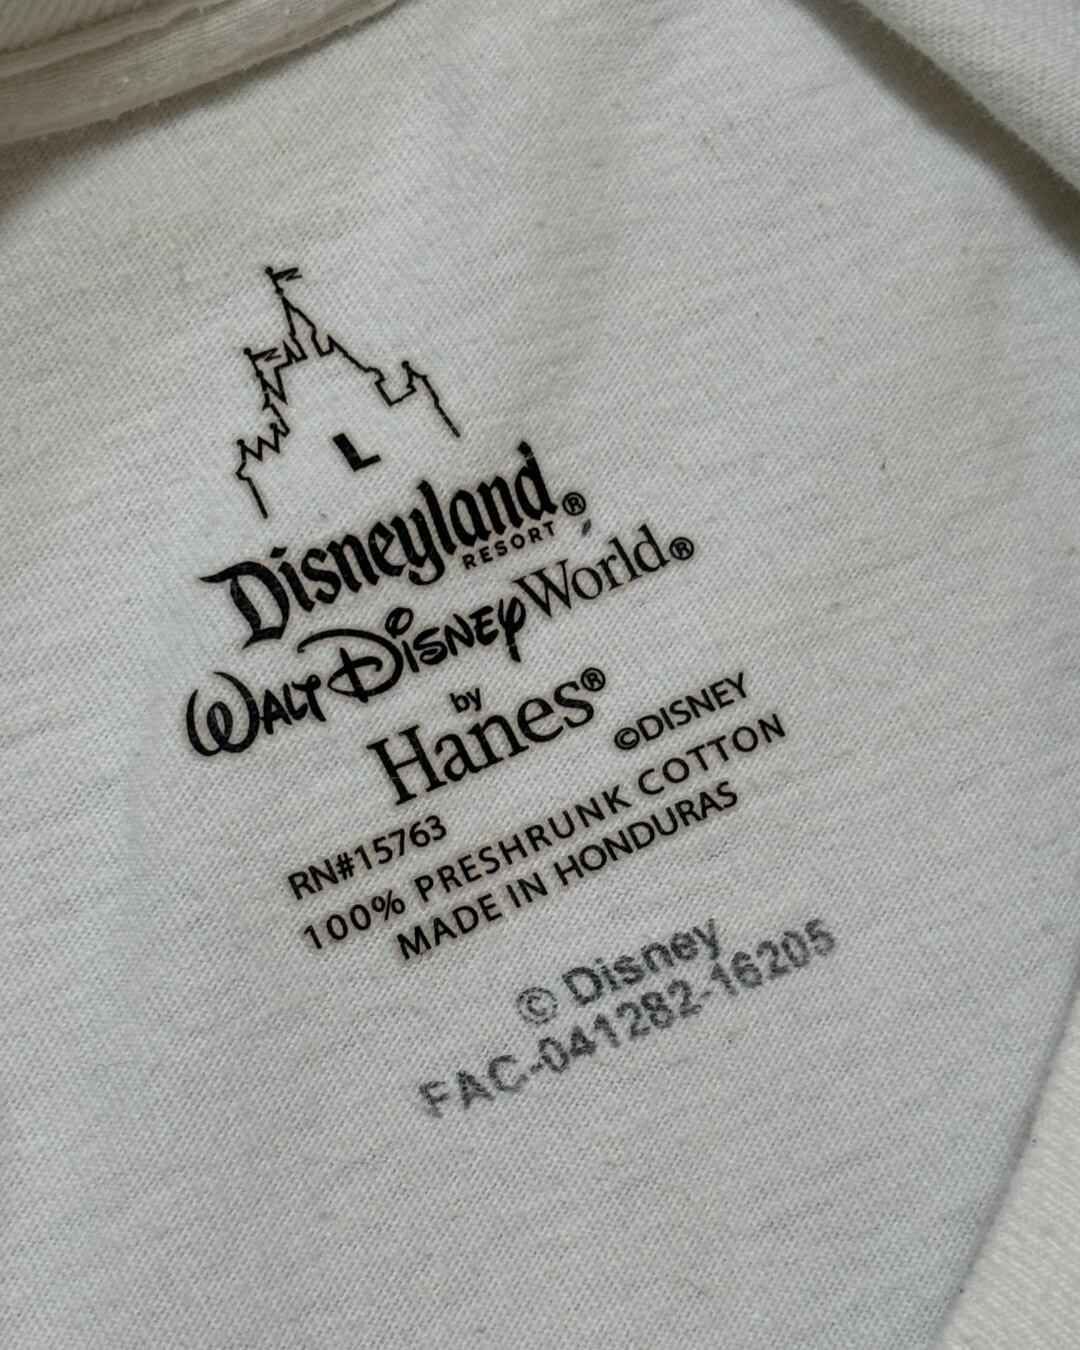 L
Disneyland®
RESORT
WALT DISNEY World®
by
Hanes®
©DISNEY
RN#15763
100% PRESHRUNK COTTON
MADE IN HONDURAS
© Disney
FAC-041282-16205